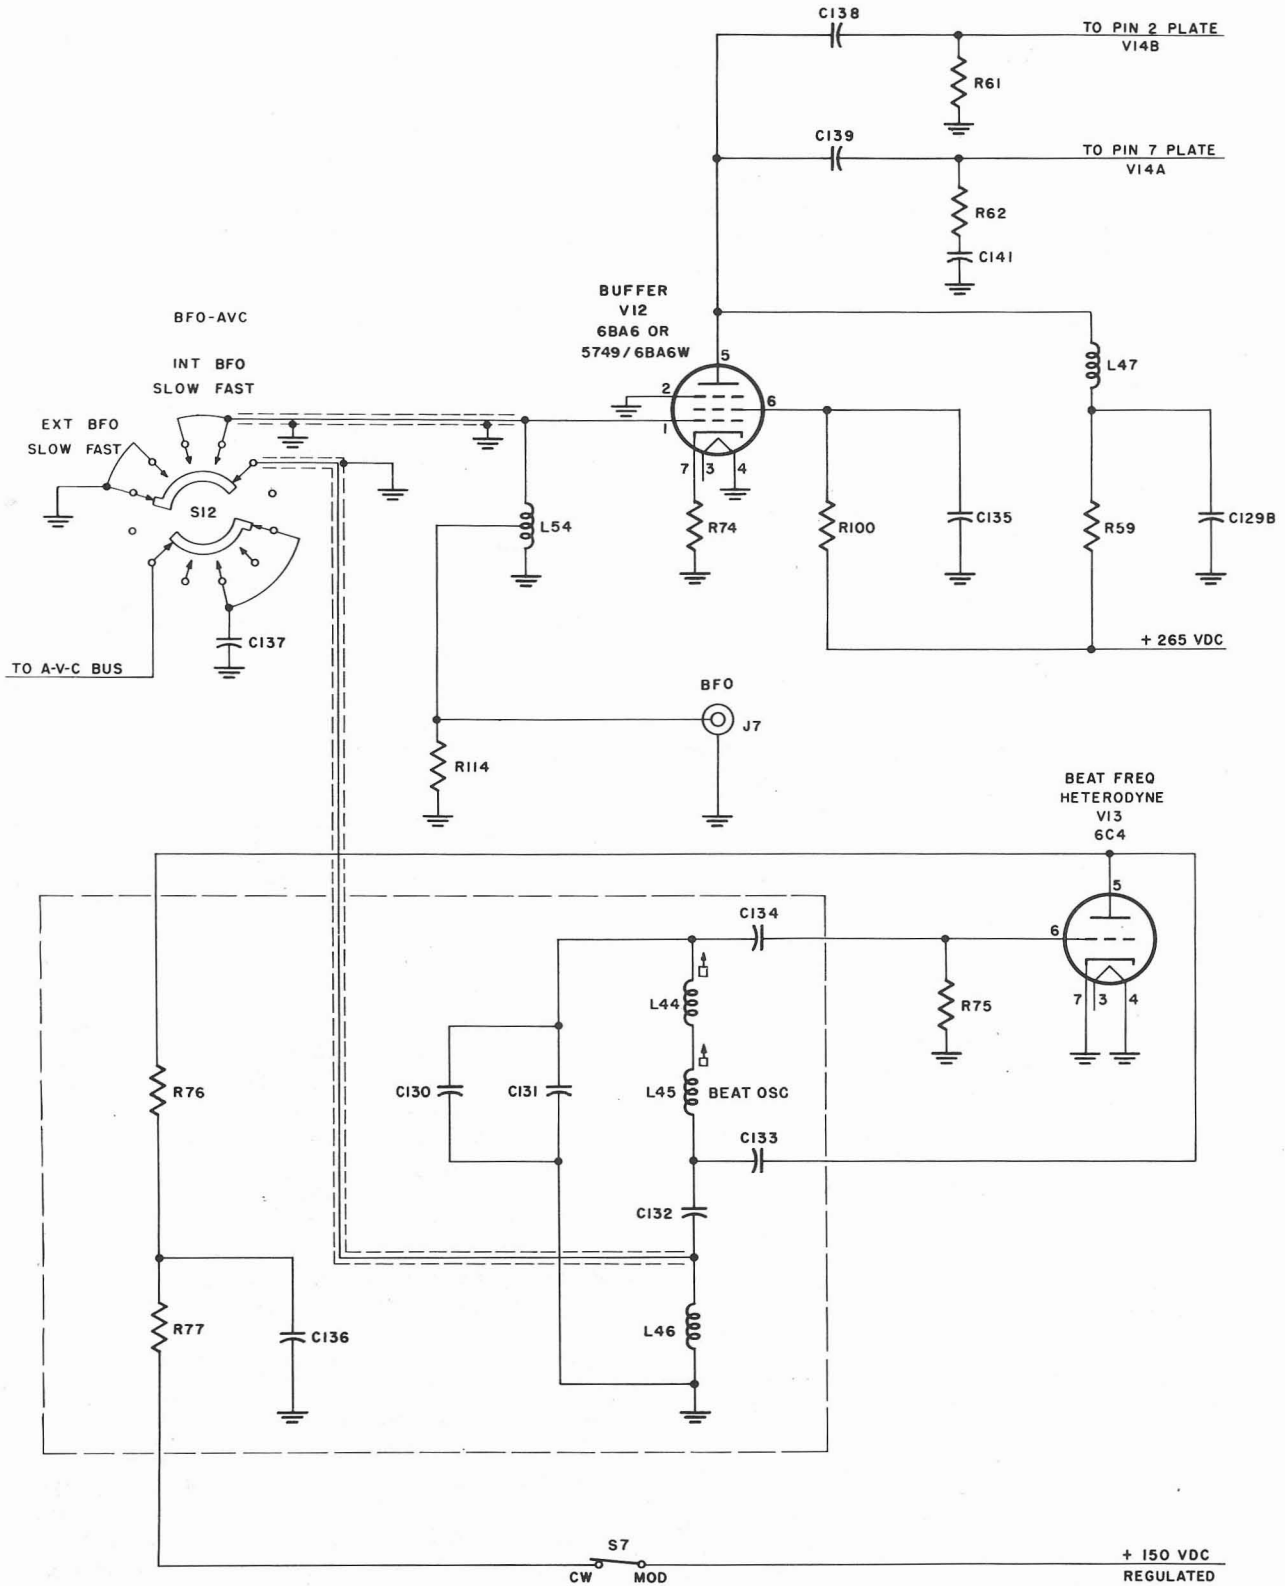 C138
TO PIN 2 PLATE
V14B
R61
C139
TO PIN 7 PLATE
V14A
R62
C141
BUFFER
V12
6BA6 OR
5749/6BA6W
BFO-AVC
INT BFO
SLOW FAST
EXT BFO
SLOW FAST
5
2
6
1
7
3
4
L47
S12
L54
R74
R100
C135
R59
C129B
C137
TO A-V-C BUS
+ 265 VDC
BFO
J7
R114
BEAT FREQ
HETERODYNE
V13
6C4
5
C134
6
L44
R75
7
3
4
R76
C130
C131
L45
BEAT OSC
C133
C132
R77
C136
L46
S7
CW
MOD
+ 150 VDC
REGULATED